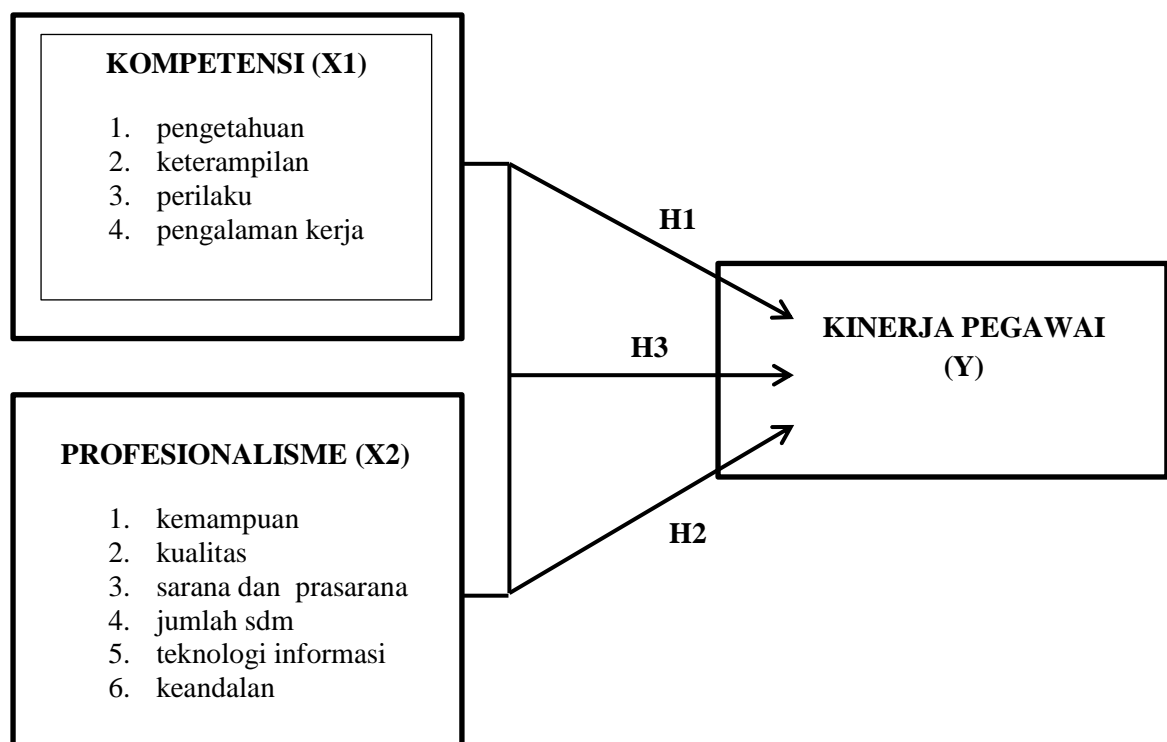 KOMPETENSI (X1)
1. pengetahuan
2. keterampilan
3. perilaku
4. pengalaman kerja
H1
KINERJA PEGAWAI
(Y)
H3
PROFESIONALISME (X2)
1. kemampuan
2. kualitas
3. sarana dan prasarana
4. jumlah sdm
5. teknologi informasi
6. keandalan
H2